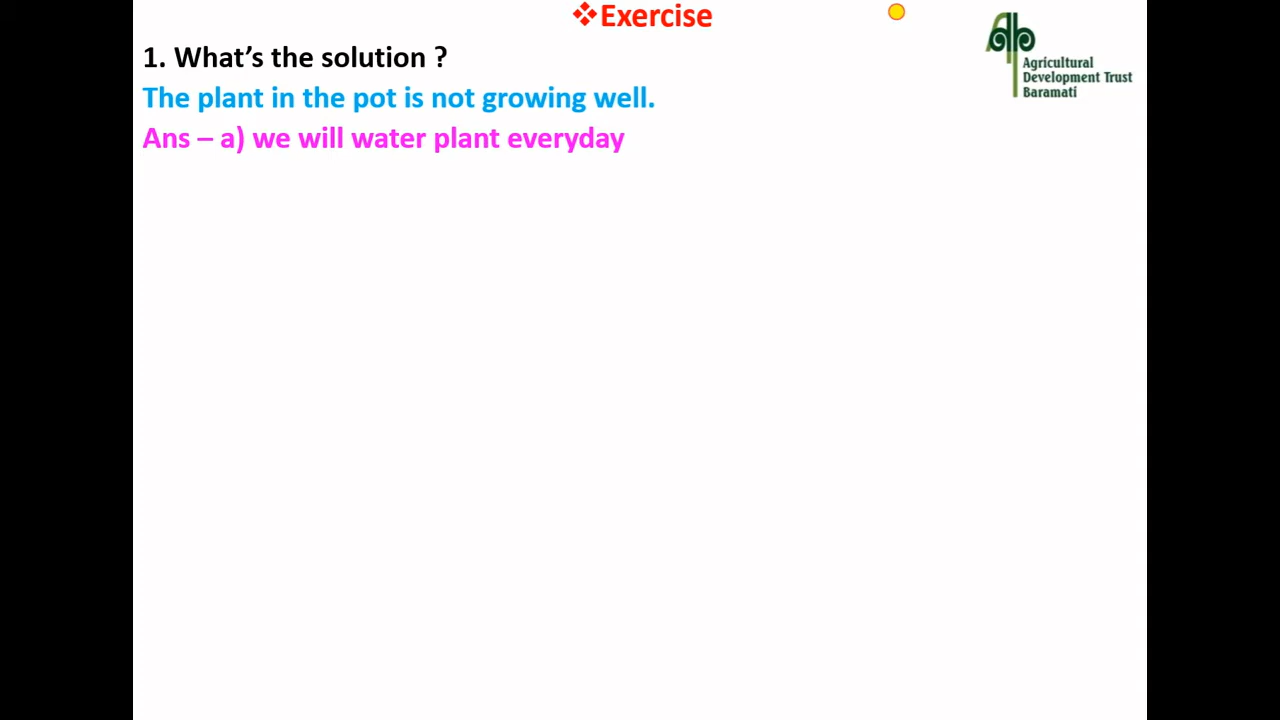 ❖Exercise
1. What's the solution ?
The plant in the pot is not growing well.
Ans – a) we will water plant everyday
Agricultural
Development Trust
Baramati